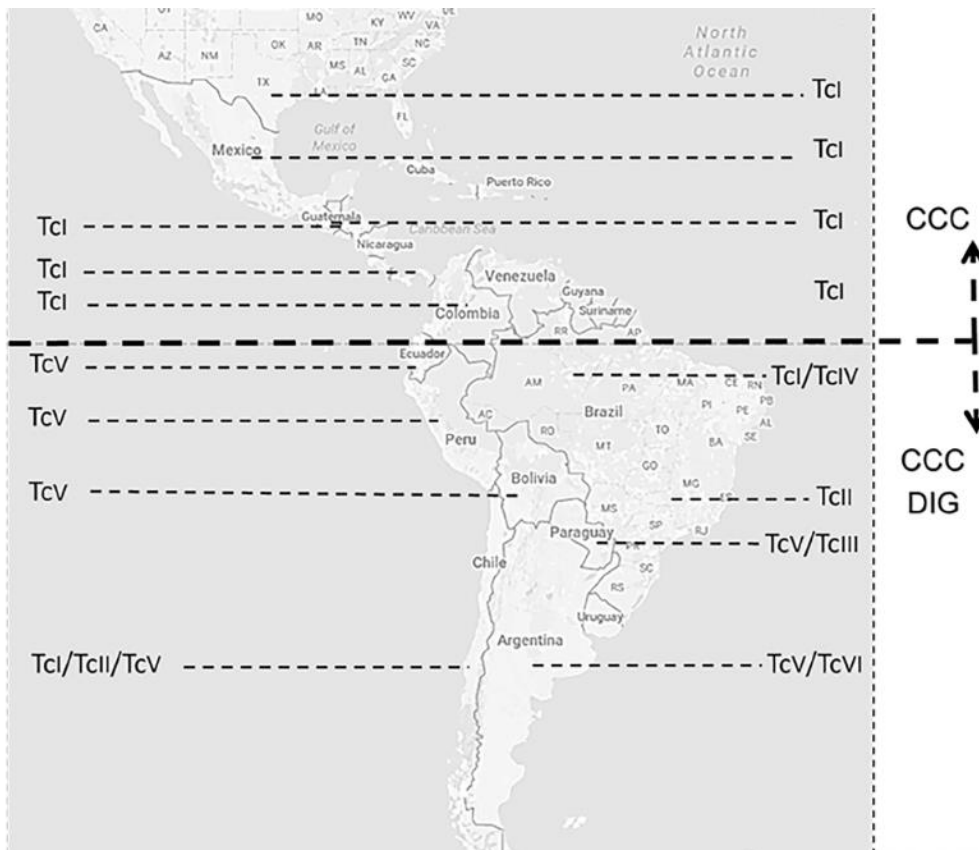 UT
CA
AZ
NM
MO
OK
AR
TX
LA
MS
AL
TN
KY
GA
SC
NC
VA
WV
DE
FL
North
Atlantic
Ocean
TcI
Gulf of
Mexico
Mexico
TcI
Cuba
Puerto Rico
Guatemala
Caribbean Sea
Nicaragua
TcI
TcI
CCC
TcI
TcI
Venezuela
Guyana
Suriname
Colombia
TcI
RR
AP
Ecuador
TcV
AM
PA
MA
CE
RN
PB
TcI/TcIV
TcV
AC
RO
Brazil
PI
PE
AL
SE
TO
BA
MT
GO
Peru
CCC
DIG
TcV
Bolivia
MG
ES
TcII
MS
SP
RJ
Paraguay
PR
TcV/TcIII
Chile
SC
RS
Uruguay
Argentina
TcI/TcII/TcV
TcV/TcVI